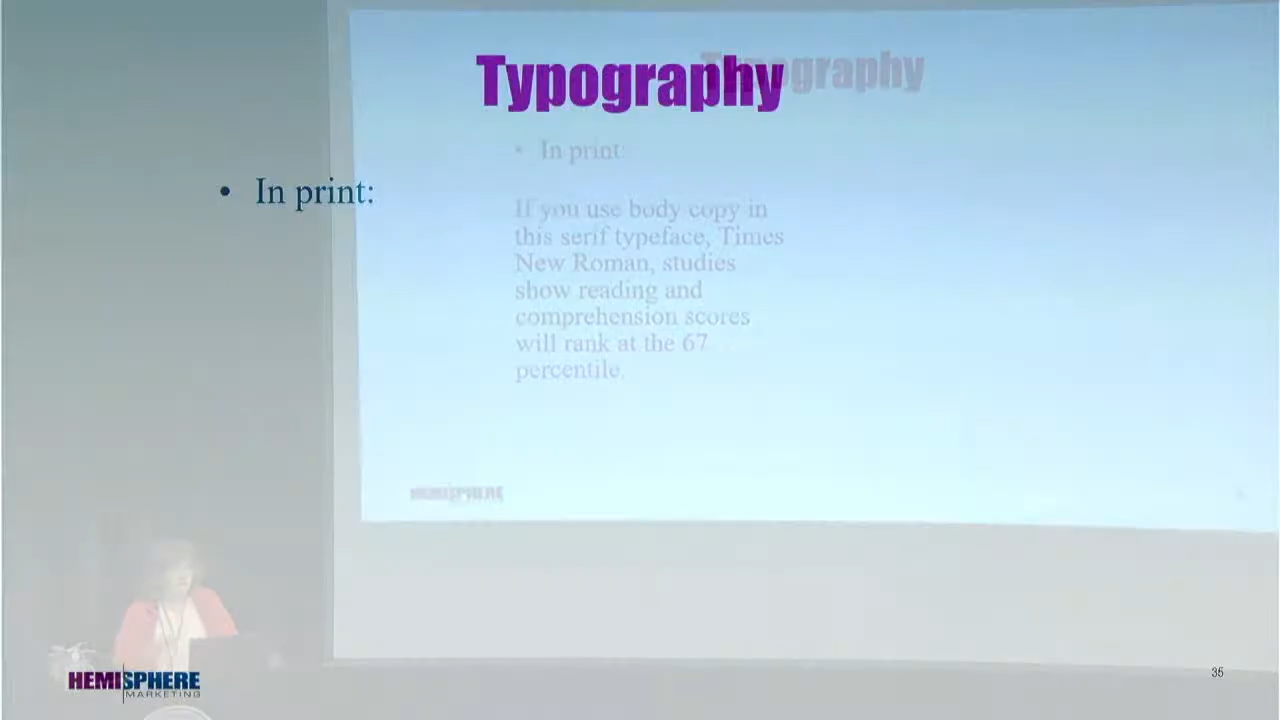 Typography
Typography
• In print:
• In print:
If you use body copy in
this serif typeface, Times
New Roman, studies
show reading and
comprehension scores
will rank at the 67
percentile.
HEMISPHERE
HEMISPHERE
MARKETING
35